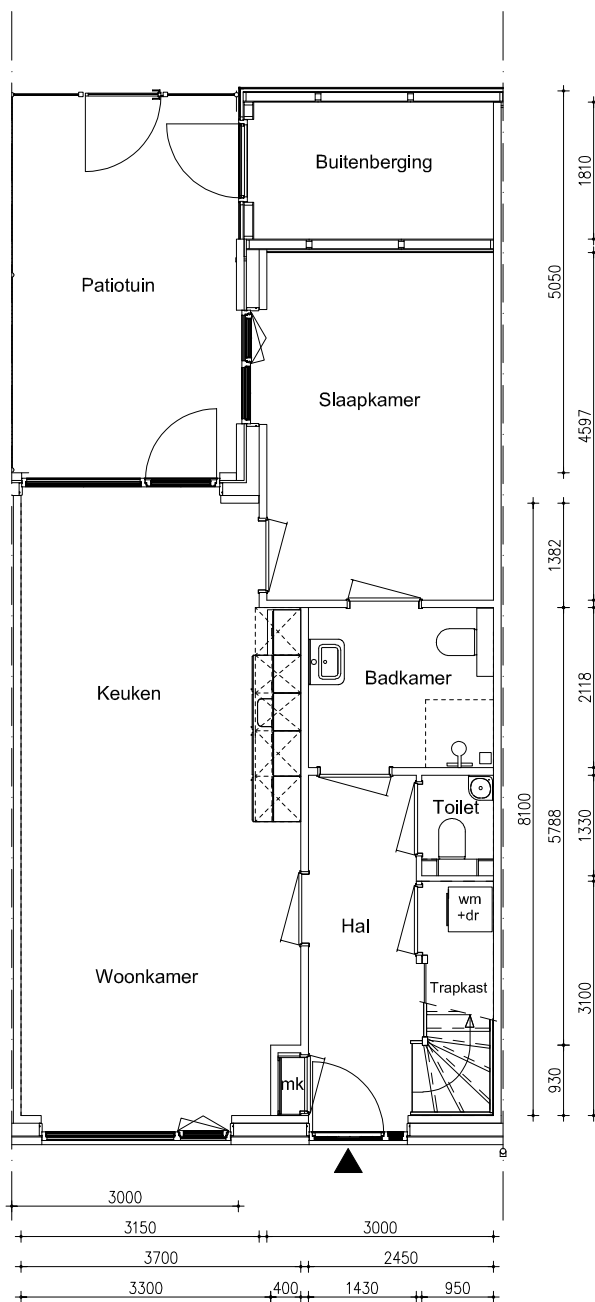 Buitenberging
1810
Patiotuin
5050
Slaapkamer
4597
1382
Keuken
Badkamer
2118
Toilet
8100
5788
1330
wm
+dr
Hal
Woonkamer
Trapkast
3100
mk
930
3000
3150
3000
3700
2450
3300
400
1430
950